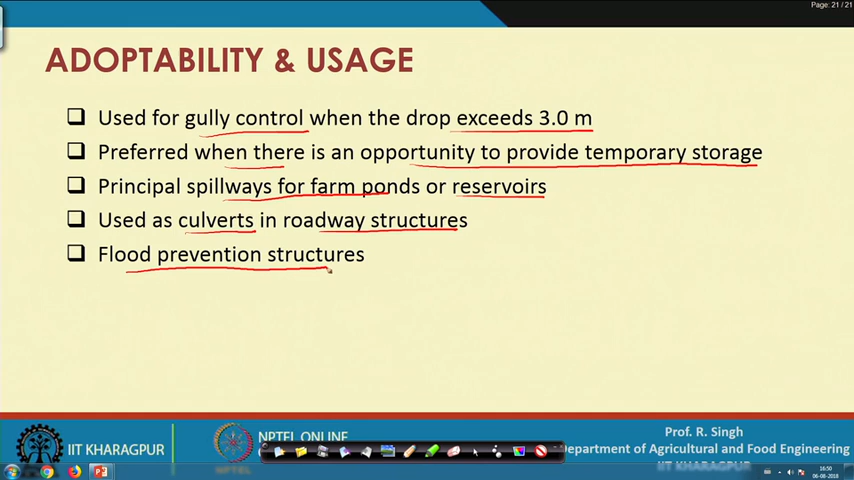 Page: 21 / 21
ADOPTABILITY & USAGE
Used for gully control when the drop exceeds 3.0 m
Preferred when there is an opportunity to provide temporary storage
Principal spillways for farm ponds or reservoirs
Used as culverts in roadway structures
Flood prevention structures
IIT KHARAGPUR
NPTEL ONLINE
NPTEL
Prof. R. Singh
Department of Agricultural and Food Engineering
IIT KHARAGPUR
16:50
06-08-2018